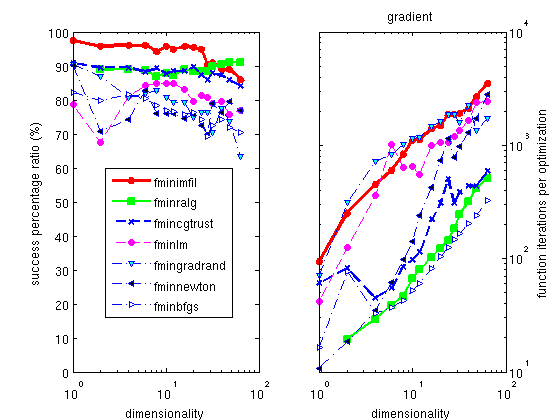 gradient
success percentage ratio (%)
100
90
80
70
60
50
40
30
20
10
0
fminimfil
fminralg
fmincgtrust
fminlm
fmingradrand
fminnewton
fminbfgs
10^0
10^1
10^2
dimensionality
10^4
10^3
10^2
10^1
function iterations per optimization
10^0
10^1
10^2
dimensionality